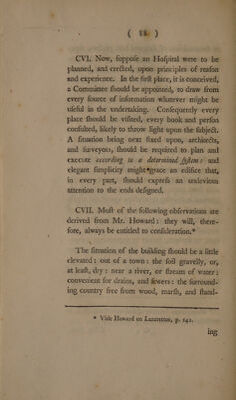 ( 88 )
CVI. Now, ſuppoſe an Hoſpital were to be
planned, and erected, upon principles of reaſon
and experience. In the firſt place, it is conceived,
a Committee ſhould be appointed, to draw from
every ſource of information whatever might be
uſeful in the undertaking. Conſequently every
place ſhould be viſited, every book and perſon
conſulted, likely to throw light upon the ſubject.
A ſituation being next fixed upon, architects,
and ſurveyors, ſhould be required to plan and
execute according to a determined ſyſtem: and
elegant ſimplicity might grace an edifice that,
in every part, ſhould expreſs an undevious
attention to the ends deſigned.
CVII. Moſt of the following obſervations are
derived from Mr. Howard: they will, there-
fore, always be entitled to conſideration.*
The ſituation of the building ſhould be a little
elevated: out of a town: the ſoil gravelly, or,
at leaſt, dry: near a river, or ſtream of water:
convenient for drains, and ſewers: the ſurround-
ing country free from wood, marſh, and ſtand-
* Vide Howard on Lazarettos, p. 142.
ing